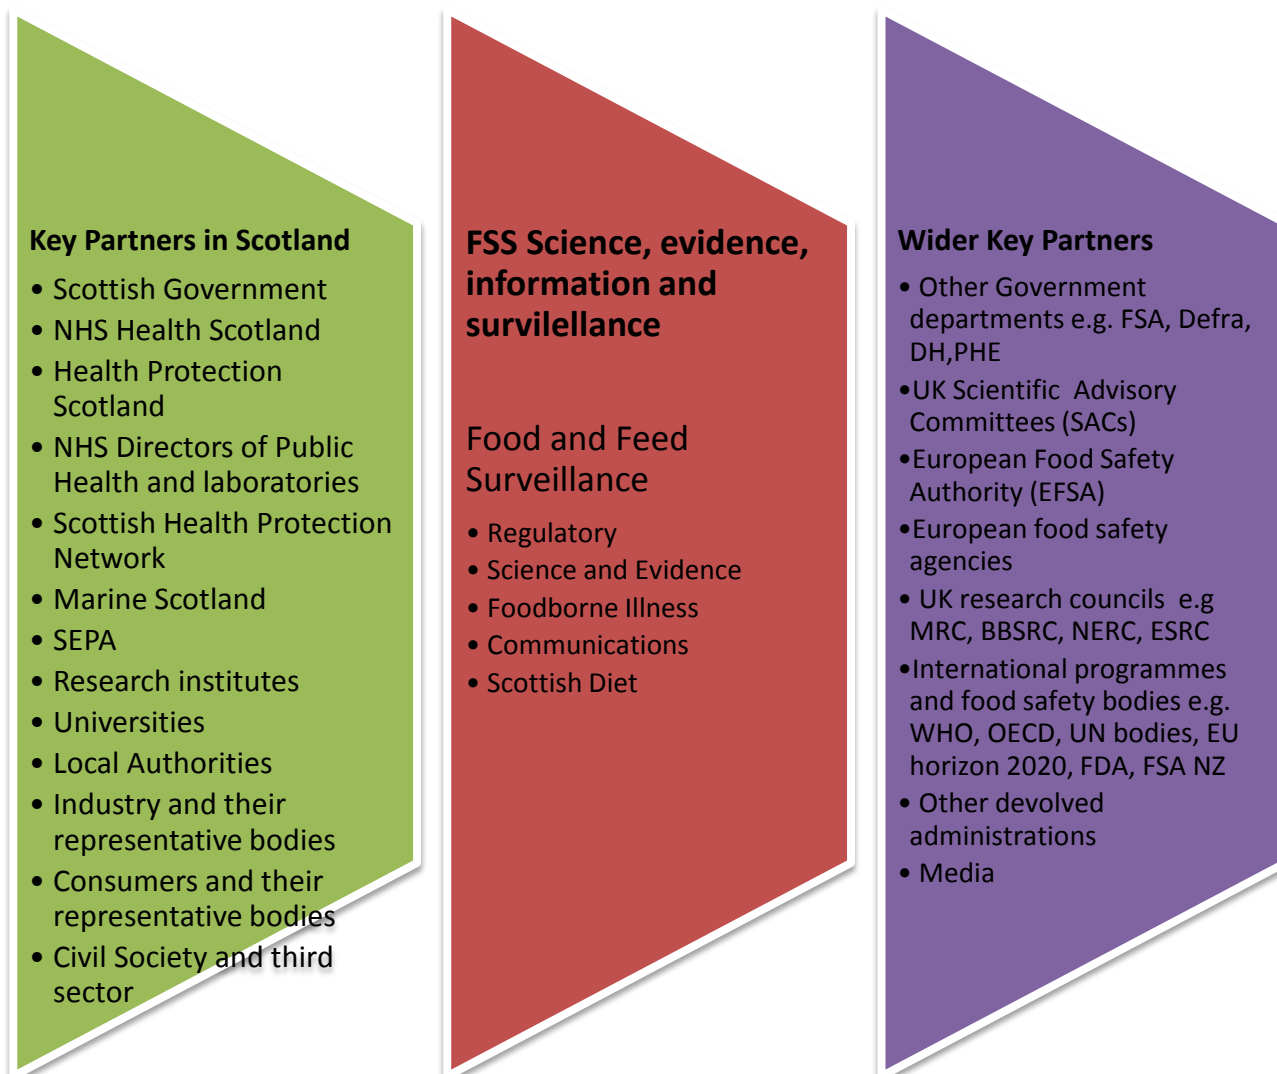 Key Partners in Scotland
• Scottish Government
• NHS Health Scotland
• Health Protection
Scotland
• NHS Directors of Public
Health and laboratories
• Scottish Health Protection
Network
• Marine Scotland
• SEPA
• Research institutes
• Universities
• Local Authorities
• Industry and their
representative bodies
• Consumers and their
representative bodies
• Civil Society and third
sector
FSS Science, evidence,
information and
survilellance
Food and Feed
Surveillance
• Regulatory
• Science and Evidence
• Foodborne Illness
• Communications
• Scottish Diet
Wider Key Partners
• Other Government
departments e.g. FSA, Defra,
DH,PHE
•UK Scientific  Advisory
Committees (SACs)
•European Food Safety
Authority (EFSA)
•European food safety
agencies
• UK research councils  e.g
MRC, BBSRC, NERC, ESRC
•International programmes
and food safety bodies e.g.
WHO, OECD, UN bodies, EU
horizon 2020, FDA, FSA NZ
• Other devolved
administrations
• Media